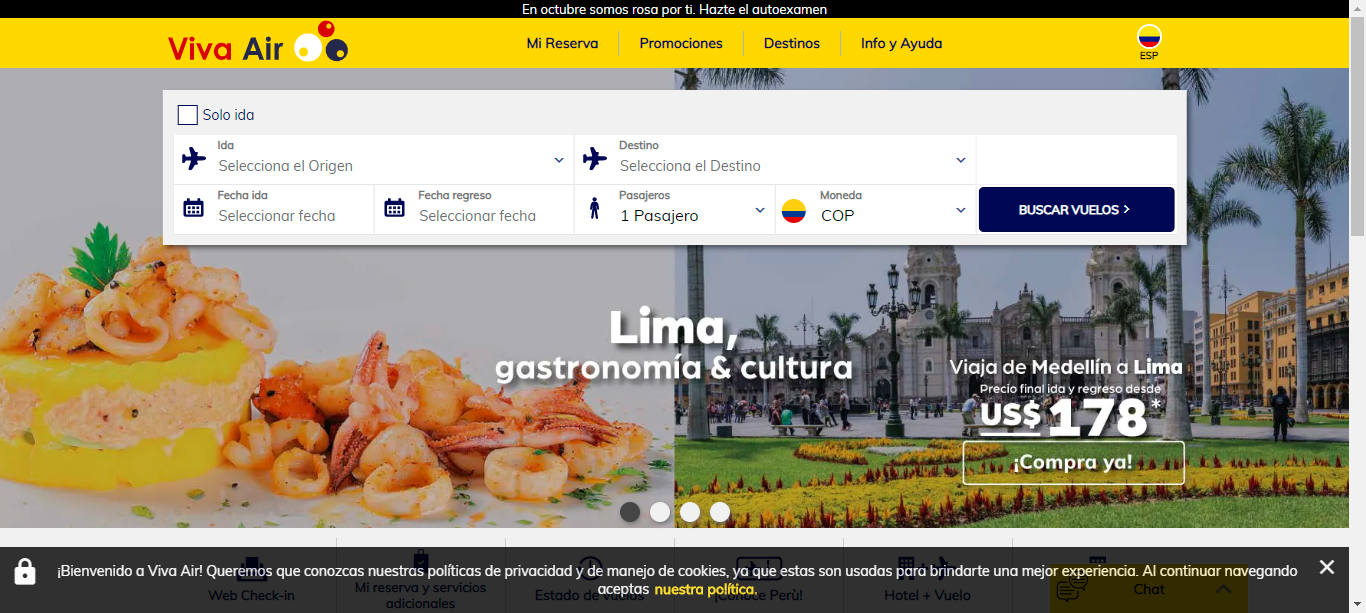 En octubre somos rosa por ti. Hazte el autoexamen
Viva Air
Mi Reserva
Promociones
Destinos
Info y Ayuda
ESP
Solo ida
Ida
Selecciona el Origen
Destino
Selecciona el Destino
Fecha ida
Seleccionar fecha
Fecha regreso
Seleccionar fecha
Pasajeros
1 Pasajero
Moneda
COP
BUSCAR VUELOS
Lima,
gastronomía & cultura
Viaja de Medellín a Lima
Precio final ida y regreso desde
US$ 178*
¡Compra ya!
¡Bienvenido a Viva Air! Queremos que conozcas nuestras políticas de privacidad y de manejo de cookies, ya que estas son usadas para brindarte una mejor experiencia. Al continuar navegando
aceptas nuestra política.
Web Check-in
Mi reserva y servicios
adicionales
Estado de vuelos
¡Conoce Perù!
Hotel + Vuelo
Chat